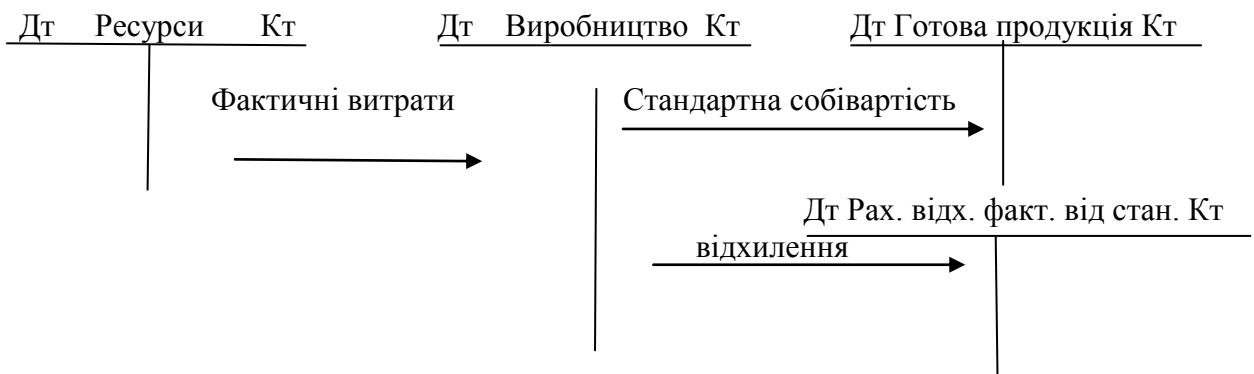 Дт Ресурси Кт Дт Виробництво Кт Дт Готова продукція Кт
Фактичні витрати Стандартна собівартість
Дт Рах. відх. факт. від стан. Кт
відхилення